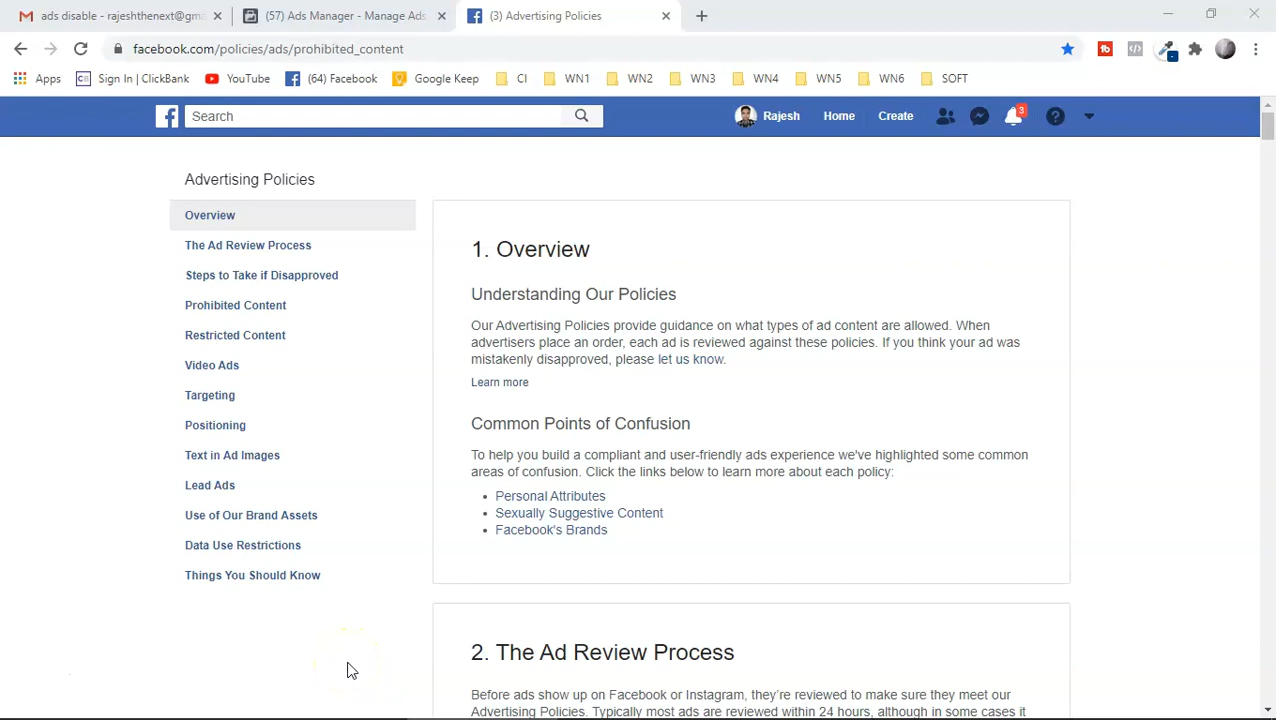 ads disable - rajeshthenext@gma
(57) Ads Manager - Manage Ads
(3) Advertising Policies
facebook.com/policies/ads/prohibited_content
Apps
CB Sign In | ClickBank
YouTube
(64) Facebook
Google Keep
CI
WN1
WN2
WN3
WN4
WN5
WN6
SOFT
Search
Rajesh
Home
Create
3
Advertising Policies
Overview
The Ad Review Process
Steps to Take if Disapproved
Prohibited Content
Restricted Content
Video Ads
Targeting
Positioning
Text in Ad Images
Lead Ads
Use of Our Brand Assets
Data Use Restrictions
Things You Should Know
1. Overview
Understanding Our Policies
Our Advertising Policies provide guidance on what types of ad content are allowed. When
advertisers place an order, each ad is reviewed against these policies. If you think your ad was
mistakenly disapproved, please let us know.
Learn more
Common Points of Confusion
To help you build a compliant and user-friendly ads experience we've highlighted some common
areas of confusion. Click the links below to learn more about each policy:
• Personal Attributes
• Sexually Suggestive Content
• Facebook's Brands
2. The Ad Review Process
Before ads show up on Facebook or Instagram, they're reviewed to make sure they meet our
Advertising Policies. Typically most ads are reviewed within 24 hours, although in some cases it